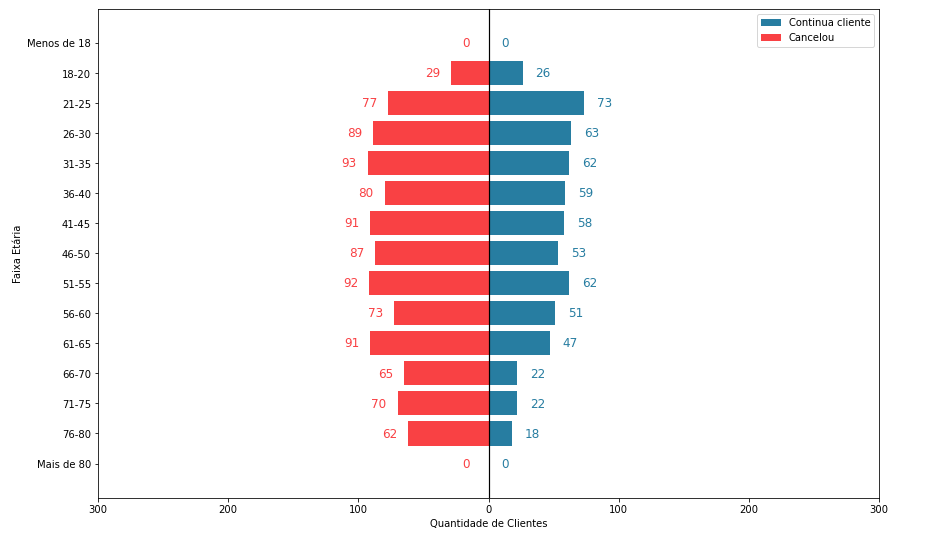 Continua cliente
Cancelou
Faixa Etária
Menos de 18 0 0
18-20 29 26
21-25 77 73
26-30 89 63
31-35 93 62
36-40 80 59
41-45 91 58
46-50 87 53
51-55 92 62
56-60 73 51
61-65 91 47
66-70 65 22
71-75 70 22
76-80 62 18
Mais de 80 0 0
300 200 100 0 100 200 300
Quantidade de Clientes